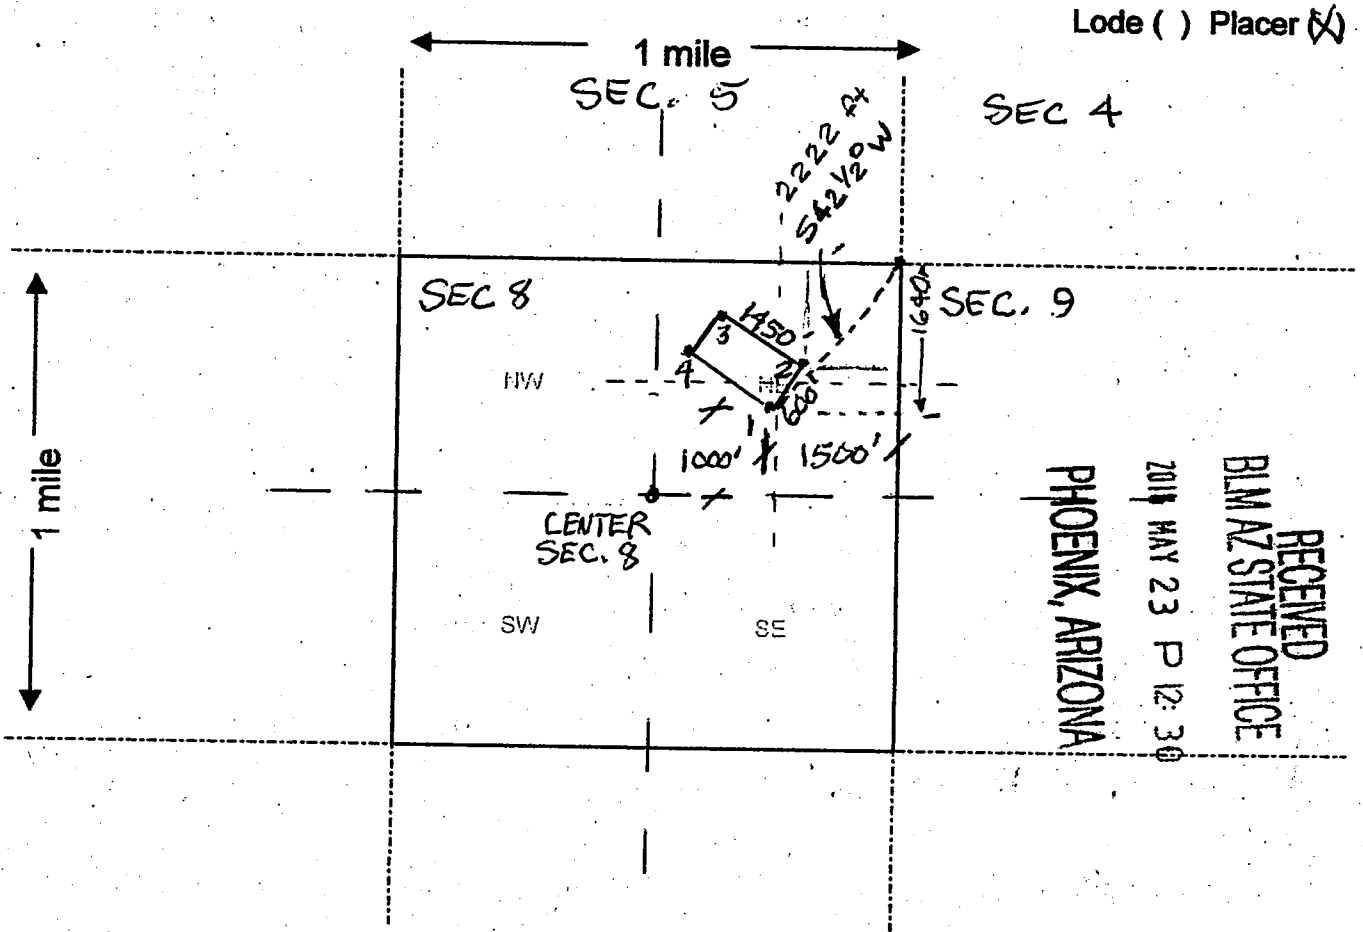 Lode ( ) Placer (X)
1 mile
SEC. 5
SEC 4
2222 ft
S42 1/2° W
SEC 8
SEC. 9
1640
3
1450
4
2
NW
NE
600'
1
1000'
1500'
1 mile
CENTER
SEC. 8
SW
SE
RECEIVED
BLM AZ STATE OFFICE
MAY 23 P 12:30
PHOENIX, ARIZONA